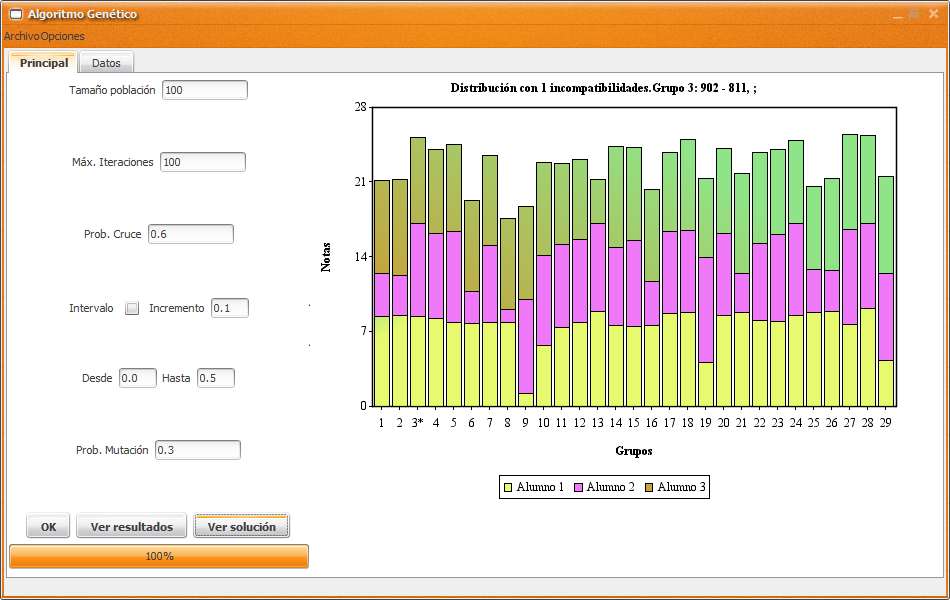 Algoritmo Genético
Archivo Opciones
Principal Datos
Tamaño población 100
Máx. Iteraciones 100
Prob. Cruce 0.6
Intervalo Incremento 0.1
Desde 0.0 Hasta 0.5
Prob. Mutación 0.3
OK Ver resultados Ver solución
100%
Distribución con 1 incompatibilidades.Grupo 3: 902 - 811, ;
28
21
14
7
0
Notas
1 2 3* 4 5 6 7 8 9 10 11 12 13 14 15 16 17 18 19 20 21 22 23 24 25 26 27 28 29
Grupos
Alumno 1 Alumno 2 Alumno 3